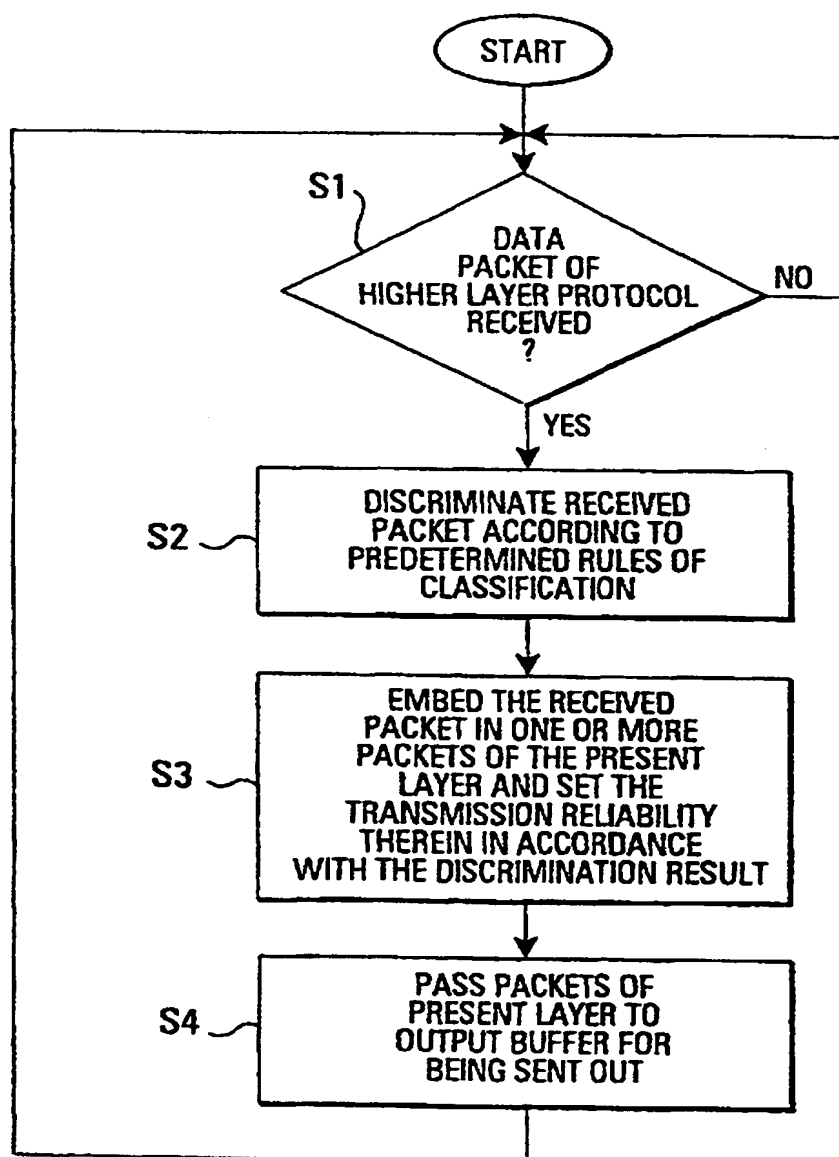 START
S1
DATA
PACKET OF
HIGHER LAYER PROTOCOL
RECEIVED
?
NO
YES
S2
DISCRIMINATE RECEIVED
PACKET ACCORDING TO
PREDETERMINED RULES OF
CLASSIFICATION
S3
EMBED THE RECEIVED
PACKET IN ONE OR MORE
PACKETS OF THE PRESENT
LAYER AND SET THE
TRANSMISSION RELIABILITY
THEREIN IN ACCORDANCE
WITH THE DISCRIMINATION RESULT
S4
PASS PACKETS OF
PRESENT LAYER TO
OUTPUT BUFFER FOR
BEING SENT OUT